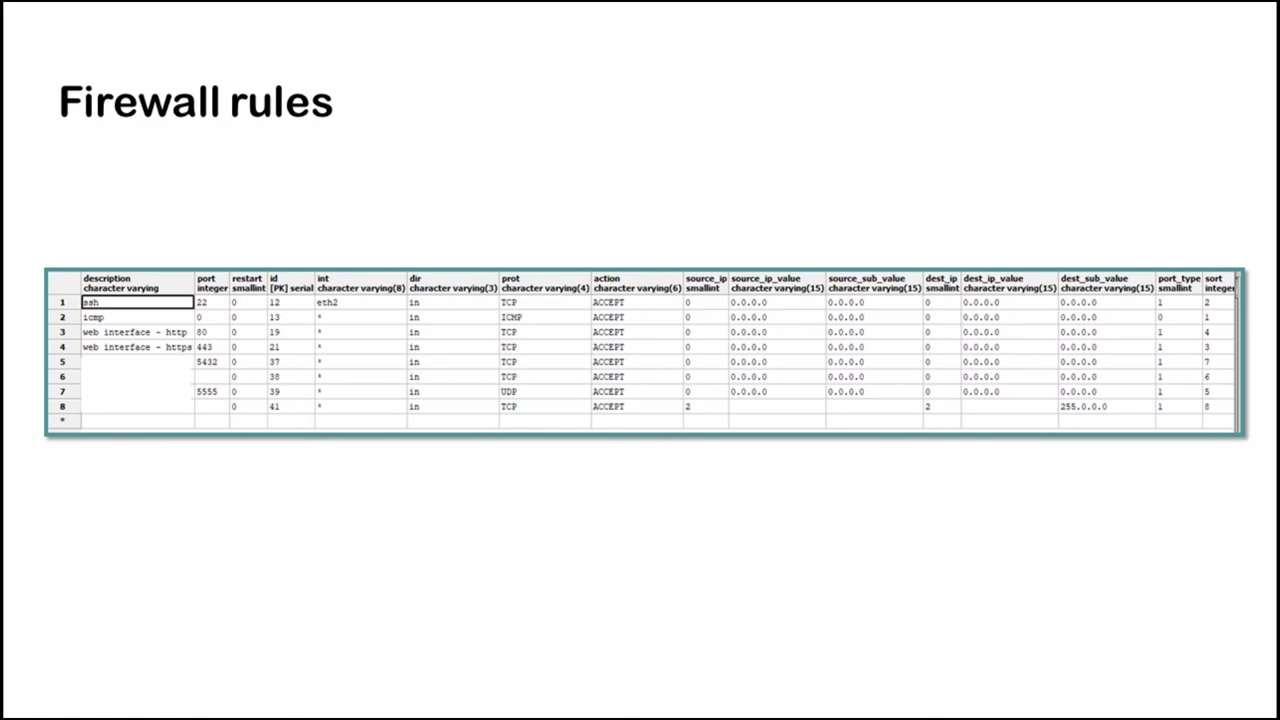 Firewall rules
description port restart id int dir prot action source_ip source_ip_value source_sub_value dest_ip dest_ip_value dest_sub_value port_type sort
character varying integer smallint [PK] serial character varying(8) character varying(3) character varying(4) character varying(6) smallint character varying(15) character varying(15) smallint character varying(15) character varying(15) smallint integer
1 ssh 22 0 12 eth2 in TCP ACCEPT 0 0.0.0.0 0.0.0.0 0 0.0.0.0 0.0.0.0 1 2
2 icmp 0 0 13 * in ICMP ACCEPT 0 0.0.0.0 0.0.0.0 0 0.0.0.0 0.0.0.0 0 1
3 web interface - http 80 0 19 * in TCP ACCEPT 0 0.0.0.0 0.0.0.0 0 0.0.0.0 0.0.0.0 1 4
4 web interface - https 443 0 21 * in TCP ACCEPT 0 0.0.0.0 0.0.0.0 0 0.0.0.0 0.0.0.0 1 3
5 5432 0 37 * in TCP ACCEPT 0 0.0.0.0 0.0.0.0 0 0.0.0.0 0.0.0.0 1 7
6 0 38 * in TCP ACCEPT 0 0.0.0.0 0.0.0.0 0 0.0.0.0 0.0.0.0 1 6
7 5555 0 39 * in UDP ACCEPT 0 0.0.0.0 0.0.0.0 0 0.0.0.0 0.0.0.0 1 5
8 0 41 * in TCP ACCEPT 2 2 255.0.0.0 1 8
*